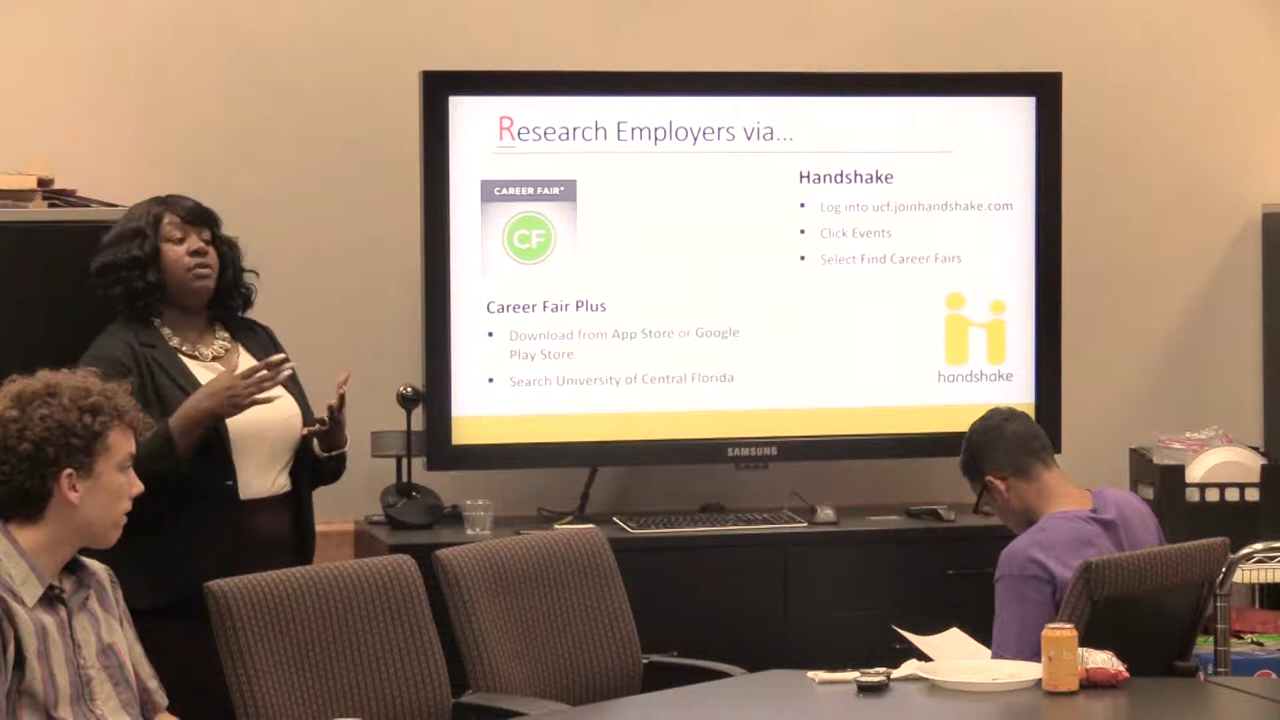 Research Employers via...
CAREER FAIR+
CF
Career Fair Plus
Download from App Store or Google
Play Store
Search University of Central Florida
Handshake
Log into ucf.joinhandshake.com
Click Events
Select Find Career Fairs
handshake
SAMSUNG